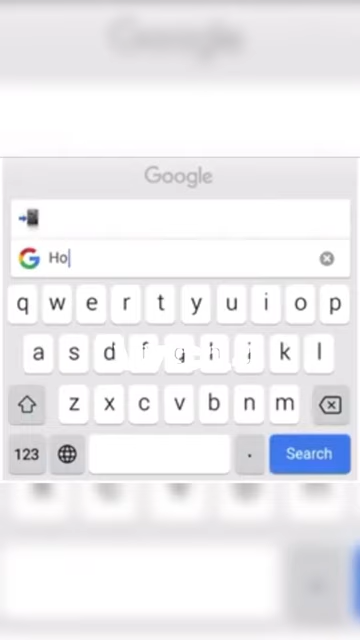 Google
Ho
q w e r t y u i o p
a s d f g h j k l
z x c v b n m
123 . Search